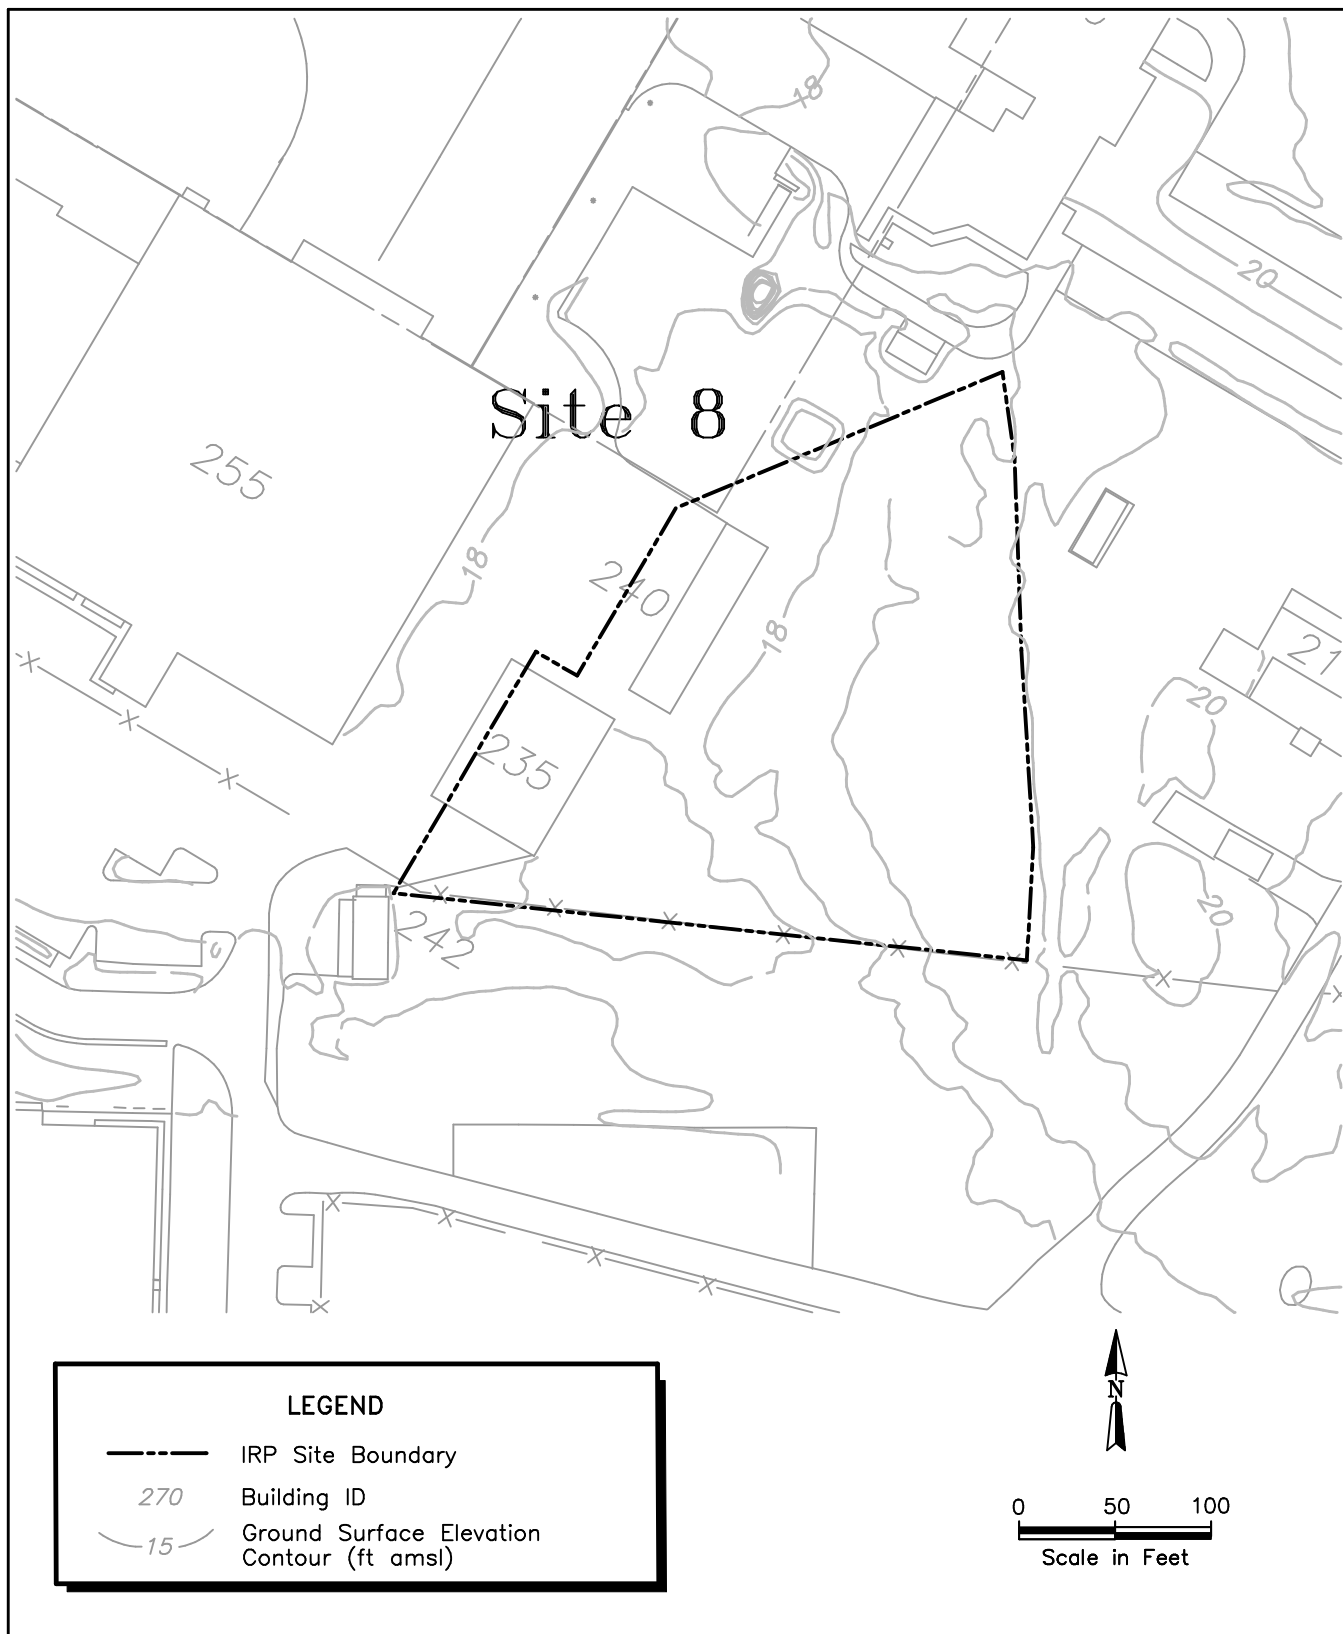 18
20
Site 8
255
18
240
18
21
20
235
20
242
LEGEND
IRP Site Boundary
270 Building ID
15 Ground Surface Elevation
Contour (ft amsl)
N
0 50 100
Scale in Feet